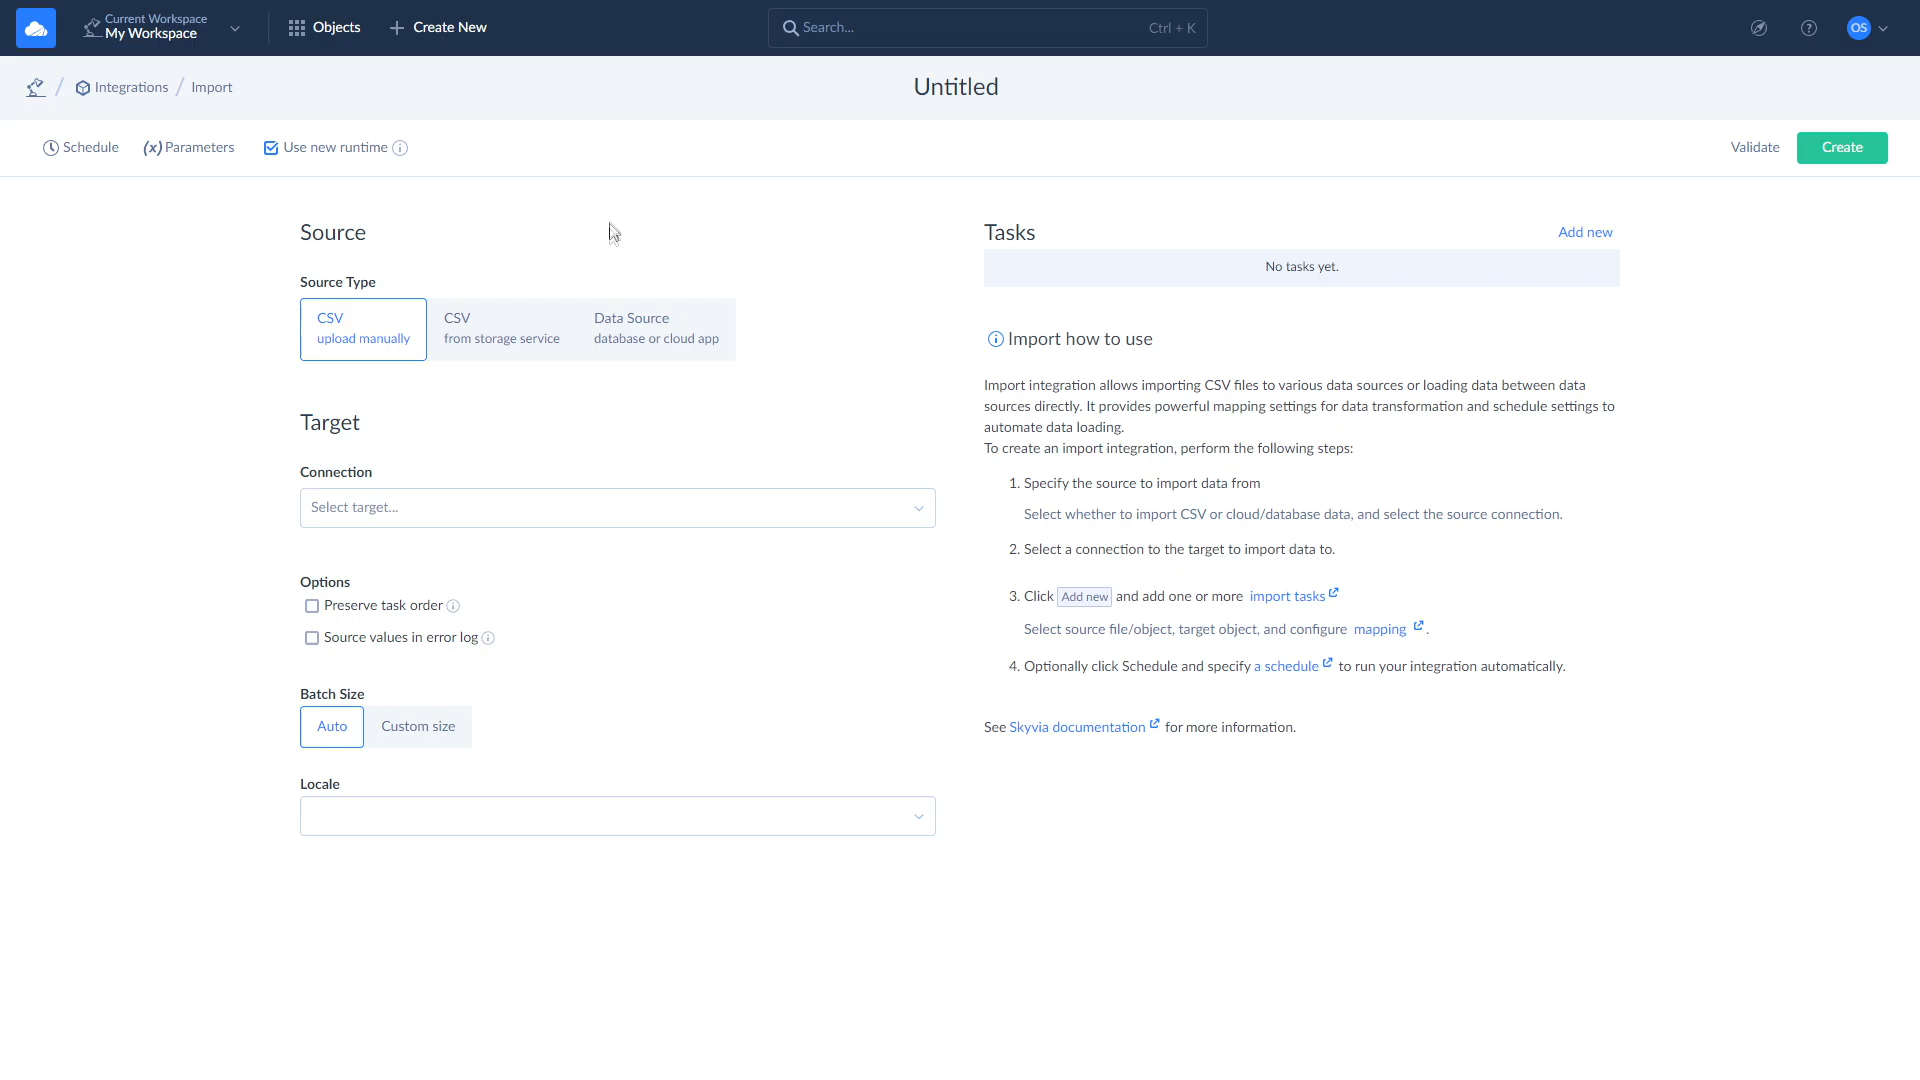 Current Workspace
My Workspace
Objects
Create New
Search...
Ctrl + K
OS
/ Integrations / Import
Untitled
Schedule
(x) Parameters
Use new runtime
Validate
Create
Source
Source Type
CSV
upload manually
CSV
from storage service
Data Source
database or cloud app
Target
Connection
Select target...
Options
Preserve task order
Source values in error log
Batch Size
Auto
Custom size
Locale
Tasks
Add new
No tasks yet.
Import how to use
Import integration allows importing CSV files to various data sources or loading data between data
sources directly. It provides powerful mapping settings for data transformation and schedule settings to
automate data loading.
To create an import integration, perform the following steps:
1. Specify the source to import data from
Select whether to import CSV or cloud/database data, and select the source connection.
2. Select a connection to the target to import data to.
3. Click Add new and add one or more import tasks
Select source file/object, target object, and configure mapping .
4. Optionally click Schedule and specify a schedule to run your integration automatically.
See Skyvia documentation for more information.